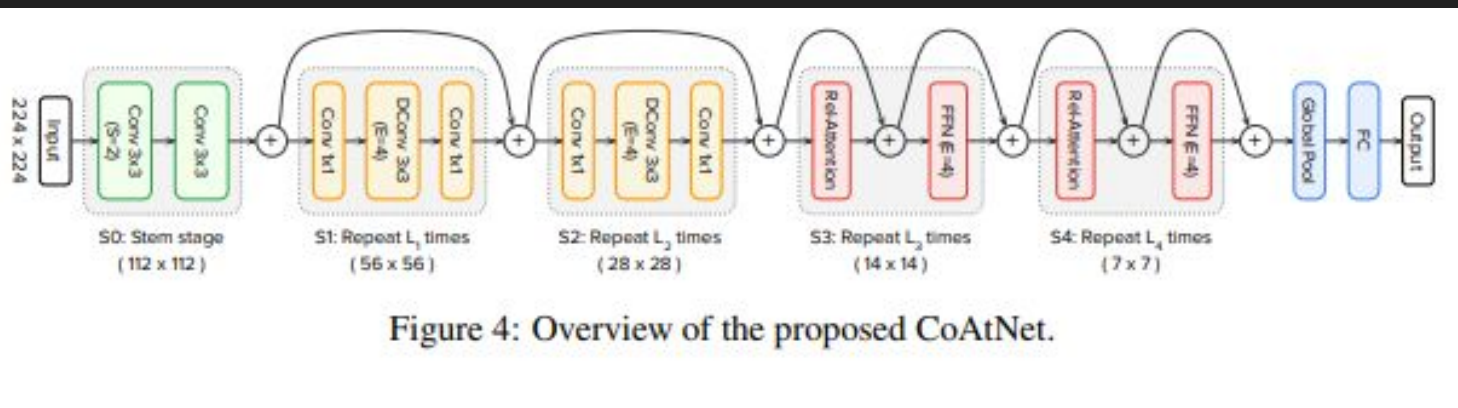 224 x 224
Input
Conv 3x3
(S=2)
Conv 3x3
Conv 1x1
DConv 3x3
(E=4)
Conv 1x1
Conv 1x1
DConv 3x3
(E=4)
Conv 1x1
Rel-Attention
FFN (E=4)
Rel-Attention
FFN (E=4)
Global Pool
FC
Output
+
+
+
+
+
+
+
S0: Stem stage
(112 x 112)
S1: Repeat L₁ times
(56 x 56)
S2: Repeat L₂ times
(28 x 28)
S3: Repeat L₃ times
(14 x 14)
S4: Repeat L₄ times
(7 x 7)
Figure 4: Overview of the proposed CoAtNet.